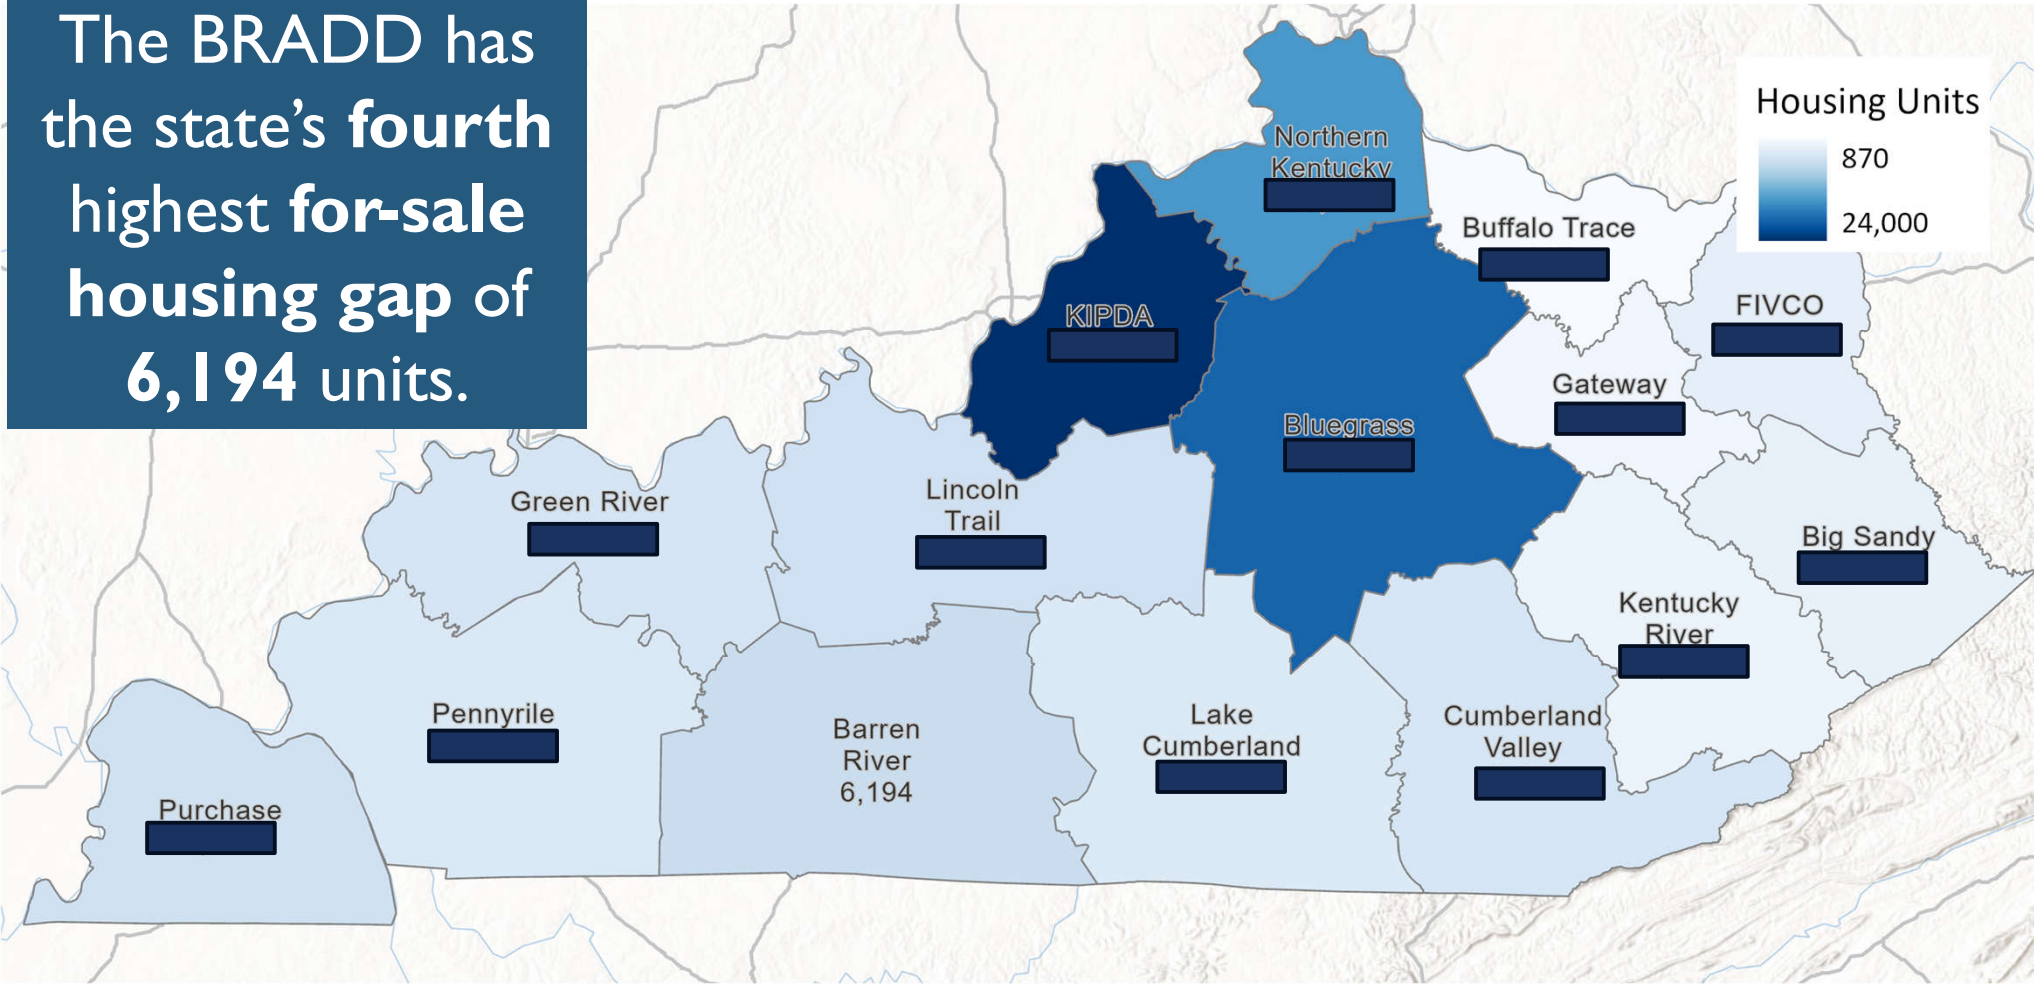 The BRADD has
the state's fourth
highest for-sale
housing gap of
6,194 units.
Housing Units
870
24,000
Northern
Kentucky
Buffalo Trace
FIVCO
KIPDA
Gateway
Bluegrass
Green River
Lincoln
Trail
Big Sandy
Kentucky
River
Pennyrile
Barren
River
6,194
Lake
Cumberland
Cumberland
Valley
Purchase